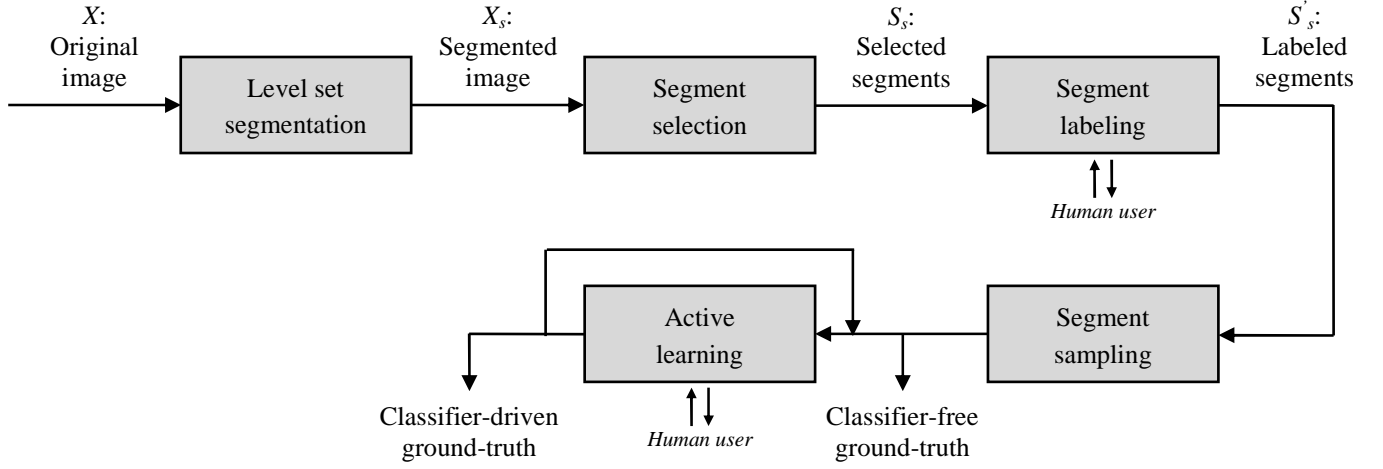 X:
Original
image
Level set
segmentation
Xs:
Segmented
image
Segment
selection
Ss:
Selected
segments
Segment
labeling
Human user
S's:
Labeled
segments
Segment
sampling
Classifier-free
ground-truth
Active
learning
Human user
Classifier-driven
ground-truth